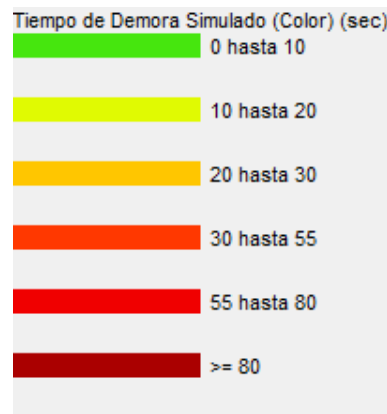 Tiempo de Demora Simulado (Color) (sec)
0 hasta 10
10 hasta 20
20 hasta 30
30 hasta 55
55 hasta 80
>= 80